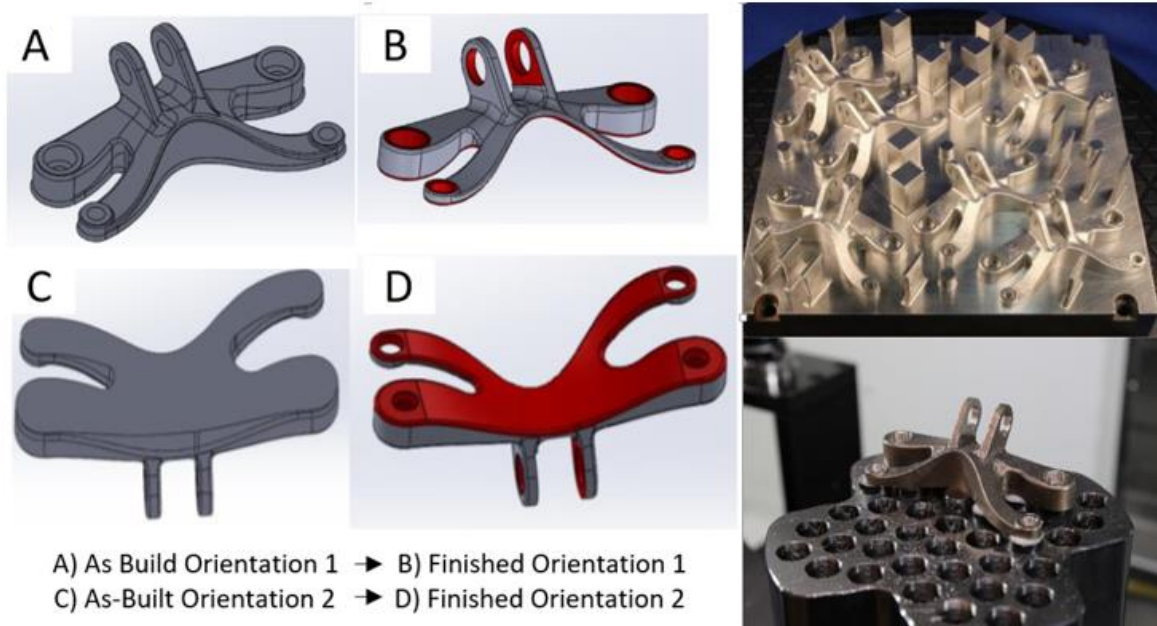 A
B
C
D
A) As Build Orientation 1 → B) Finished Orientation 1
C) As-Built Orientation 2 → D) Finished Orientation 2